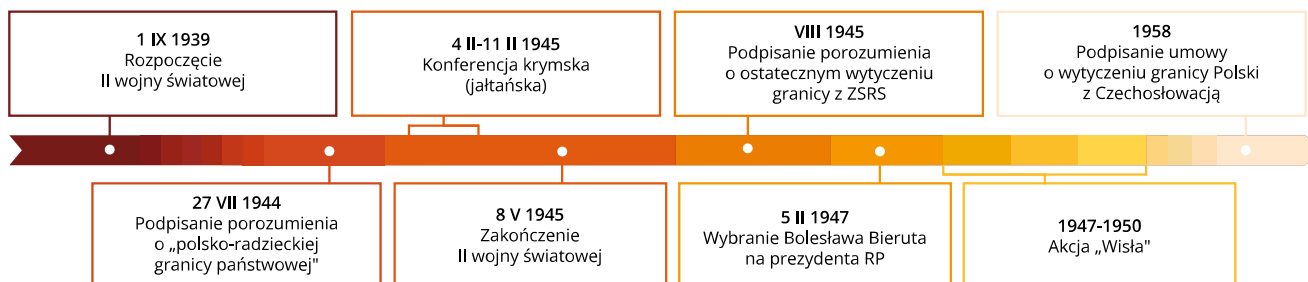 1 IX 1939
Rozpoczęcie
II wojny światowej
4 II-11 II 1945
Konferencja krymska
(jałtańska)
VIII 1945
Podpisanie porozumienia
o ostatecznym wytyczeniu
granicy z ZSRS
1958
Podpisanie umowy
o wytyczeniu granicy Polski
z Czechosłowacją
27 VII 1944
Podpisanie porozumienia
o „polsko-radzieckiej
granicy państwowej"
8 V 1945
Zakończenie
II wojny światowej
5 II 1947
Wybranie Bolesława Bieruta
na prezydenta RP
1947-1950
Akcja „Wisła"